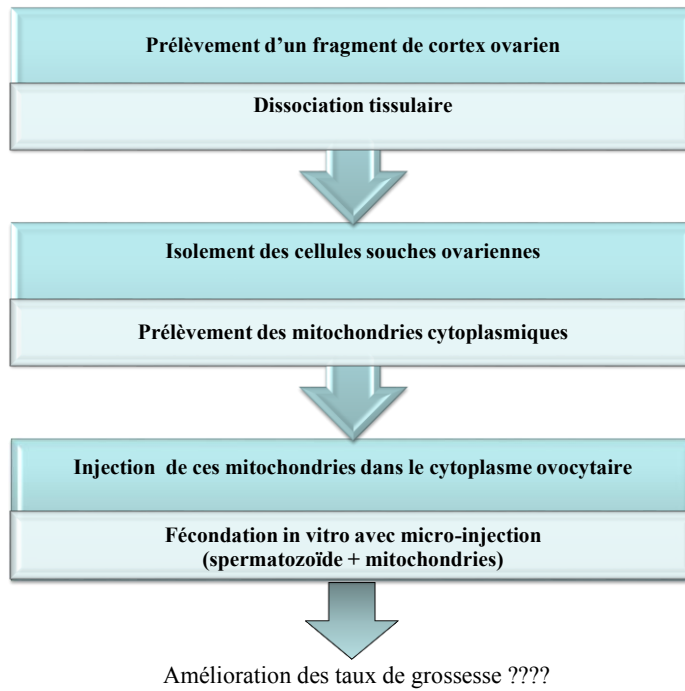 Prélèvement d’un fragment de cortex ovarien
Dissociation tissulaire
Isolement des cellules souches ovariennes
Prélèvement des mitochondries cytoplasmiques
Injection de ces mitochondries dans le cytoplasme ovocytaire
Fécondation in vitro avec micro-injection
(spermatozoïde + mitochondries)
Amélioration des taux de grossesse ????